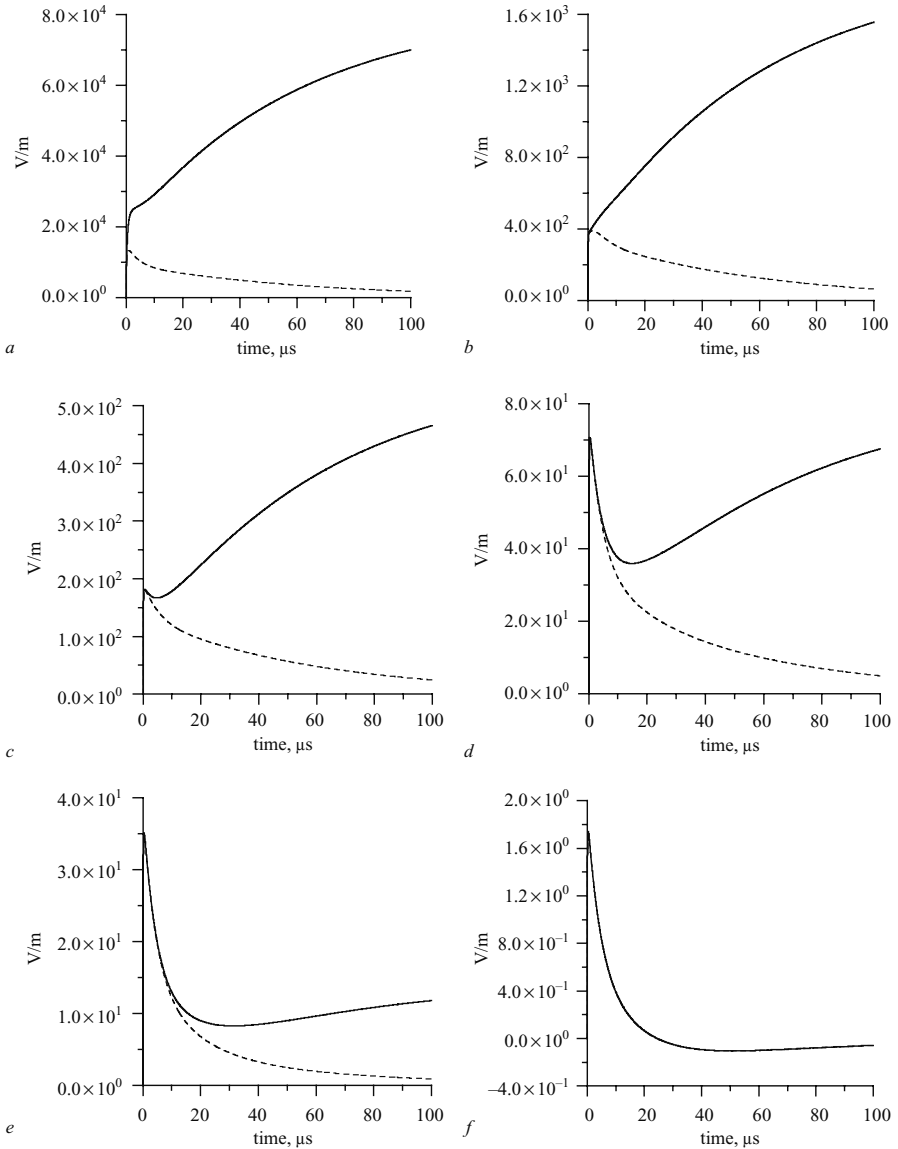 8.0×10⁴
6.0×10⁴
4.0×10⁴
2.0×10⁴
0.0×10⁰
V/m
0 20 40 60 80 100
time, µs
a
1.6×10³
1.2×10³
8.0×10²
4.0×10²
0.0×10⁰
V/m
0 20 40 60 80 100
time, µs
b
5.0×10²
4.0×10²
3.0×10²
2.0×10²
1.0×10²
0.0×10⁰
V/m
0 20 40 60 80 100
time, µs
c
8.0×10¹
6.0×10¹
4.0×10¹
2.0×10¹
0.0×10⁰
V/m
0 20 40 60 80 100
time, µs
d
4.0×10¹
3.0×10¹
2.0×10¹
1.0×10¹
0.0×10⁰
V/m
0 20 40 60 80 100
time, µs
e
2.0×10⁰
1.6×10⁰
1.2×10⁰
8.0×10⁻¹
4.0×10⁻¹
0.0×10⁰
−4.0×10⁻¹
V/m
0 20 40 60 80 100
time, µs
f